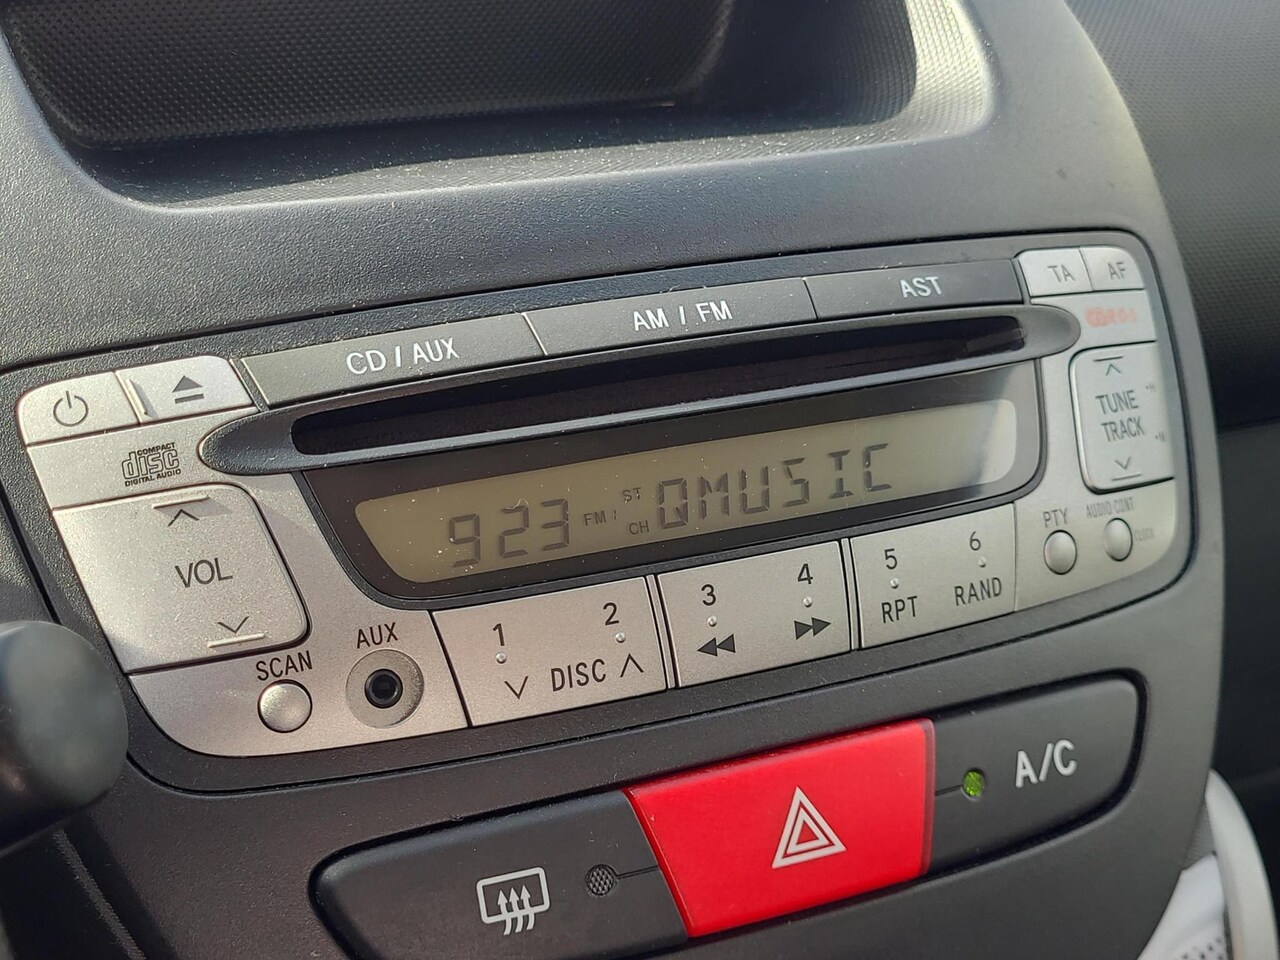 TA AF
CD / AUX AM / FM AST
COMPACT
disc
DIGITAL AUDIO
TUNE
TRACK
923 FM ST
CH QMUSIC
VOL
PTY AUDIO CONT
CLOCK
SCAN AUX
1 2 3 4 5 6
DISC RPT RAND
A/C